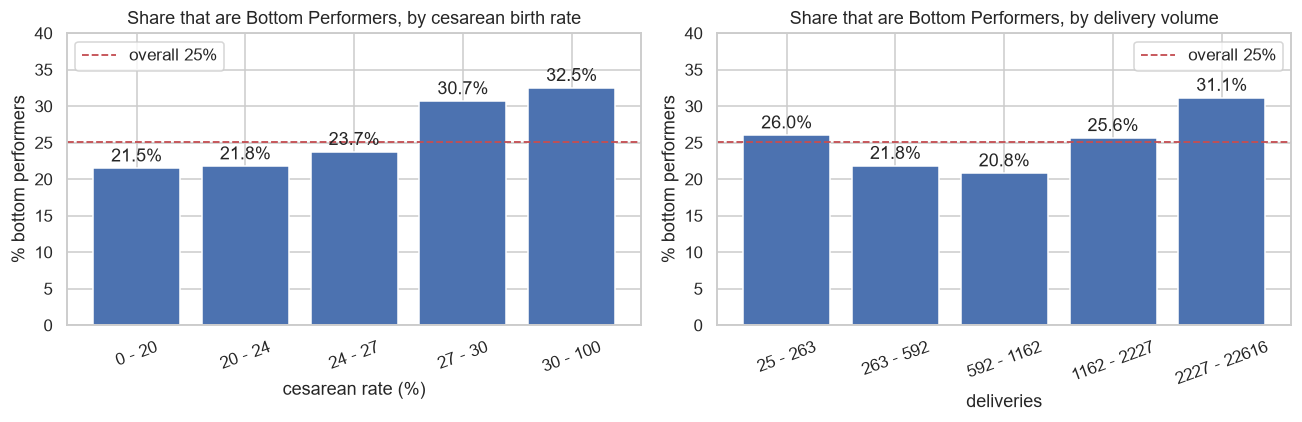 Share that are Bottom Performers, by cesarean birth rate
overall 25%
40
35
30
25
20
15
10
5
0
% bottom performers
21.5%
21.8%
23.7%
30.7%
32.5%
0 - 20
20 - 24
24 - 27
27 - 30
30 - 100
cesarean rate (%)
Share that are Bottom Performers, by delivery volume
overall 25%
40
35
30
25
20
15
10
5
0
% bottom performers
26.0%
21.8%
20.8%
25.6%
31.1%
25 - 263
263 - 592
592 - 1162
1162 - 2227
2227 - 22616
deliveries